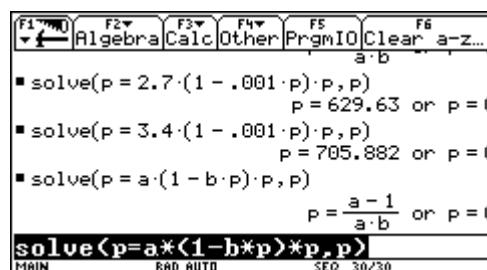 F1 F2 F3 F4 F5 F6
Algebra Calc Other PrgmIO Clear a-z…
a·b
■ solve(p = 2.7·(1 - .001·p)·p, p)
p = 629.63 or p =
■ solve(p = 3.4·(1 - .001·p)·p, p)
p = 705.882 or p =
■ solve(p = a·(1 - b·p)·p, p)
p = a - 1
a·b or p =
solve(p=a*(1-b*p)*p,p)
MAIN RAD AUTO SEQ 30/30